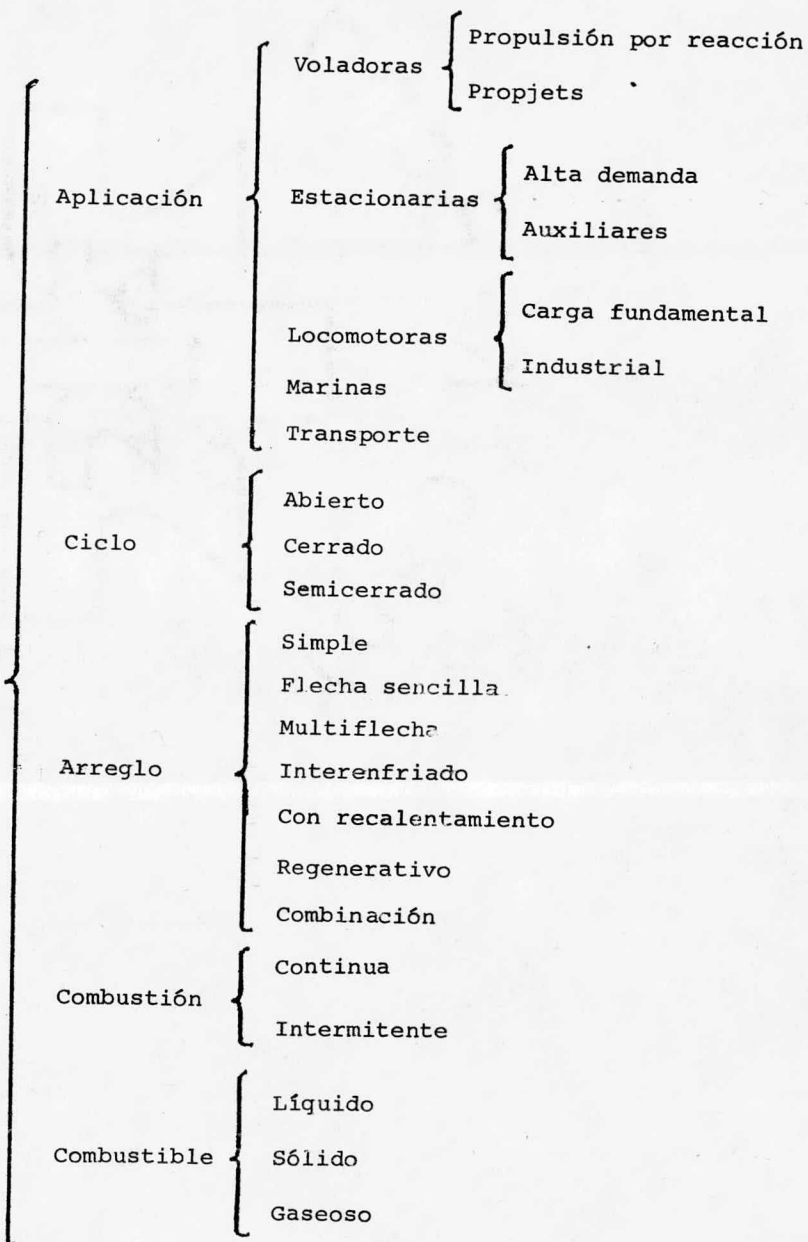 Propulsión por reacción
Voladoras
Propjets
Alta demanda
Aplicación
Estacionarias
Auxiliares
Carga fundamental
Locomotoras
Industrial
Marinas
Transporte
Abierto
Ciclo
Cerrado
Semicerrado
Simple
Flecha sencilla
Multiflecha
Arreglo
Interenfriado
Con recalentamiento
Regenerativo
Combinación
Continua
Combustión
Intermitente
Líquido
Combustible
Sólido
Gaseoso